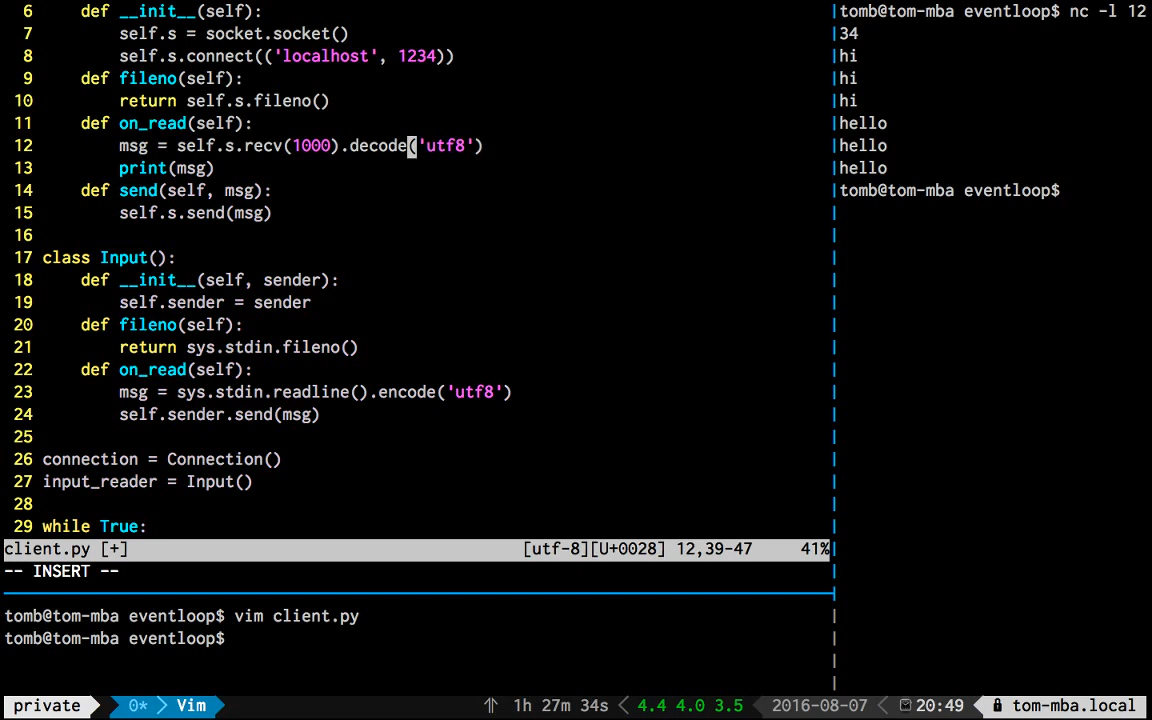 6     def __init__(self):
7         self.s = socket.socket()
8         self.s.connect(('localhost', 1234))
9     def fileno(self):
10         return self.s.fileno()
11     def on_read(self):
12         msg = self.s.recv(1000).decode('utf8')
13         print(msg)
14     def send(self, msg):
15         self.s.send(msg)
16
17 class Input():
18     def __init__(self, sender):
19         self.sender = sender
20     def fileno(self):
21         return sys.stdin.fileno()
22     def on_read(self):
23         msg = sys.stdin.readline().encode('utf8')
24         self.sender.send(msg)
25
26 connection = Connection()
27 input_reader = Input()
28
29 while True:
client.py [+] [utf-8][U+0028] 12,39-47 41%
-- INSERT --
tomb@tom-mba eventloop$ vim client.py
tomb@tom-mba eventloop$
tomb@tom-mba eventloop$ nc -l 12
34
hi
hi
hi
hello
hello
hello
tomb@tom-mba eventloop$
private 0* Vim 1h 27m 34s 4.4 4.0 3.5 2016-08-07 20:49 tom-mba.local